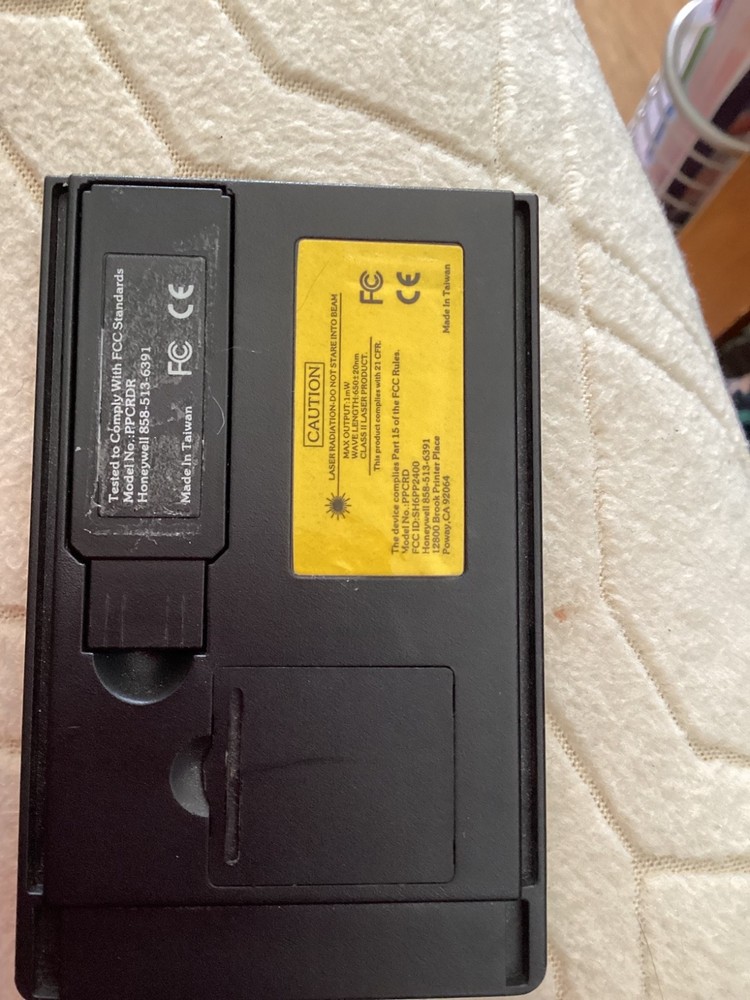 Tested to Comply With FCC Standards
Model No.:PPCRDR
Honeywell 858-513-6391
Made In Taiwan FC CE
CAUTION
LASER RADIATION-DO NOT STARE INTO BEAM
MAX OUTPUT:1mW
WAVE LENGTH:650±20nm
CLASS II LASER PRODUCT.
This product complies with 21 CFR.
FC CE
The device complies Part 15 of the FCC Rules.
Model No.:PPCRD
FCC ID:SH6PP2400
Honeywell 858-513-6391
12800 Brook Printer Place
Poway,CA 92064
Made In Taiwan